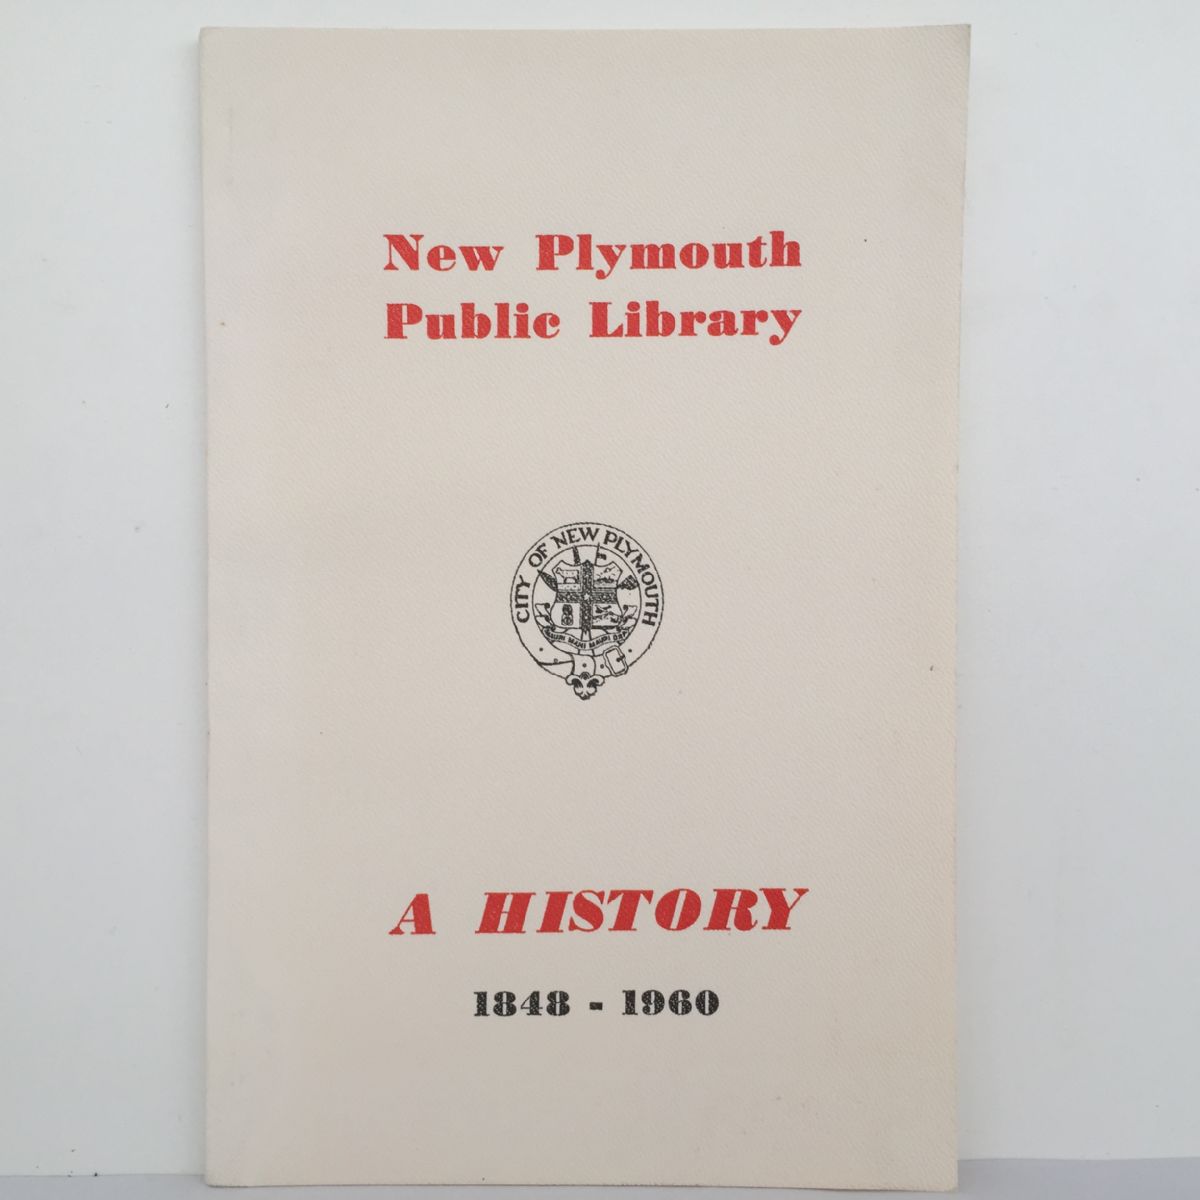 New Plymouth
Public Library
CITY OF NEW PLYMOUTH
A HISTORY
1848 - 1960